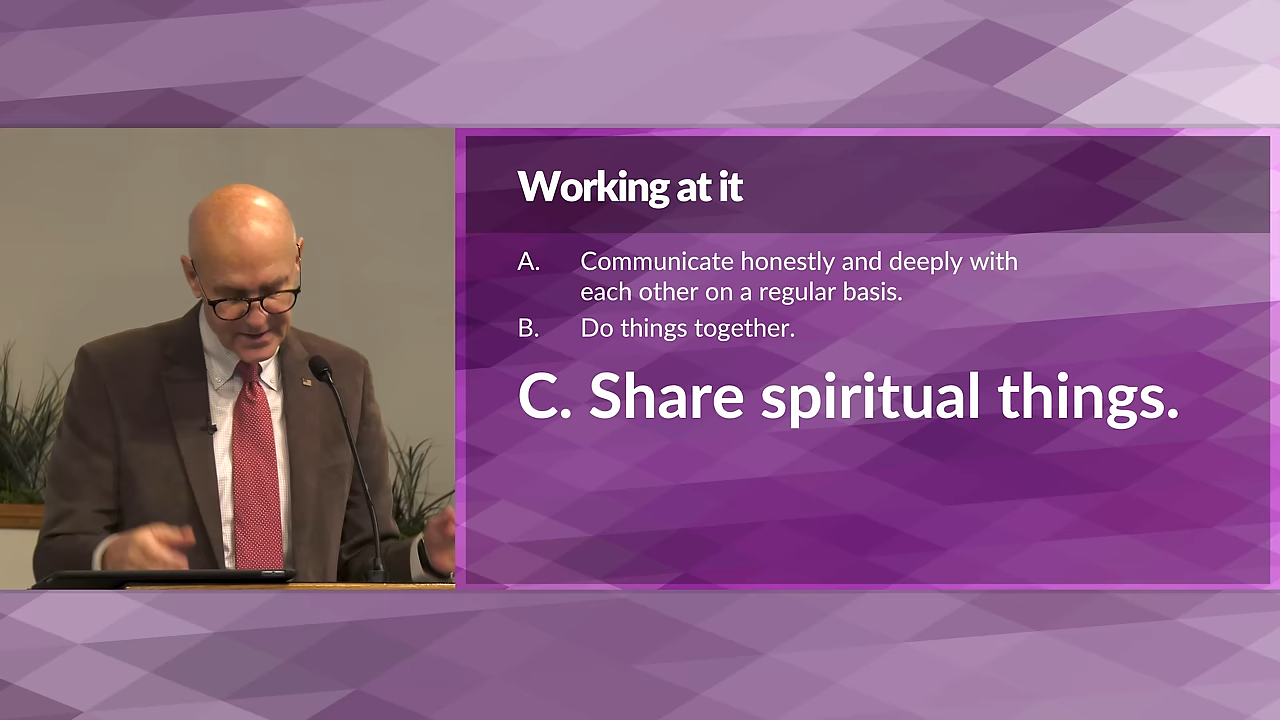 Working at it
A. Communicate honestly and deeply with
each other on a regular basis.
B. Do things together.
C. Share spiritual things.